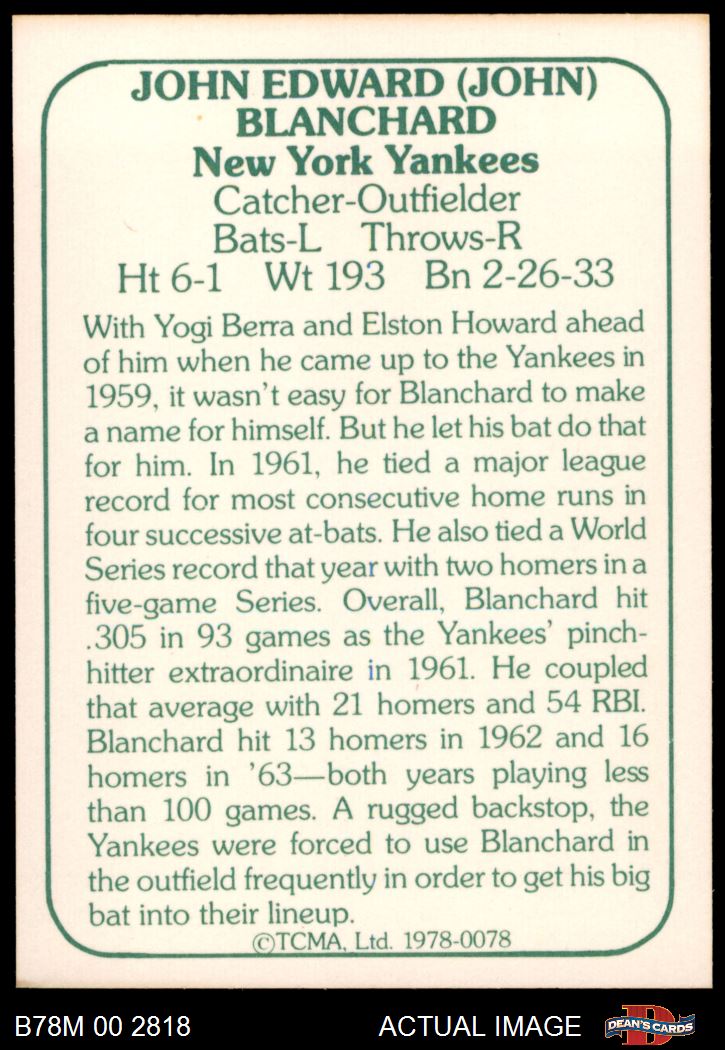 JOHN EDWARD (JOHN)
BLANCHARD
New York Yankees
Catcher-Outfielder
Bats-L Throws-R
Ht 6-1 Wt 193 Bn 2-26-33
With Yogi Berra and Elston Howard ahead
of him when he came up to the Yankees in
1959, it wasn't easy for Blanchard to make
a name for himself. But he let his bat do that
for him. In 1961, he tied a major league
record for most consecutive home runs in
four successive at-bats. He also tied a World
Series record that year with two homers in a
five-game Series. Overall, Blanchard hit
.305 in 93 games as the Yankees' pinch-
hitter extraordinaire in 1961. He coupled
that average with 21 homers and 54 RBI.
Blanchard hit 13 homers in 1962 and 16
homers in '63—both years playing less
than 100 games. A rugged backstop, the
Yankees were forced to use Blanchard in
the outfield frequently in order to get his big
bat into their lineup.
©TCMA, Ltd. 1978-0078
B78M 00 2818 ACTUAL IMAGE D DEAN'S CARDS